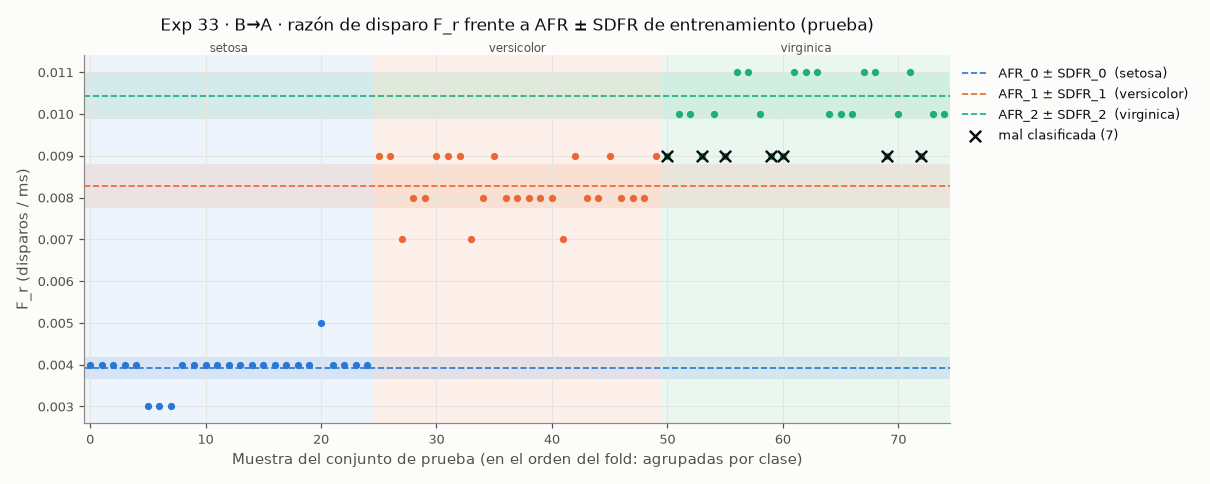 Exp 33 · B→A · razón de disparo F_r frente a AFR ± SDFR de entrenamiento (prueba)
setosa versicolor virginica
0.011
0.010
0.009
0.008
0.007
0.006
0.005
0.004
0.003
F_r (disparos / ms)
0 10 20 30 40 50 60 70
Muestra del conjunto de prueba (en el orden del fold: agrupadas por clase)
AFR_0 ± SDFR_0 (setosa)
AFR_1 ± SDFR_1 (versicolor)
AFR_2 ± SDFR_2 (virginica)
mal clasificada (7)